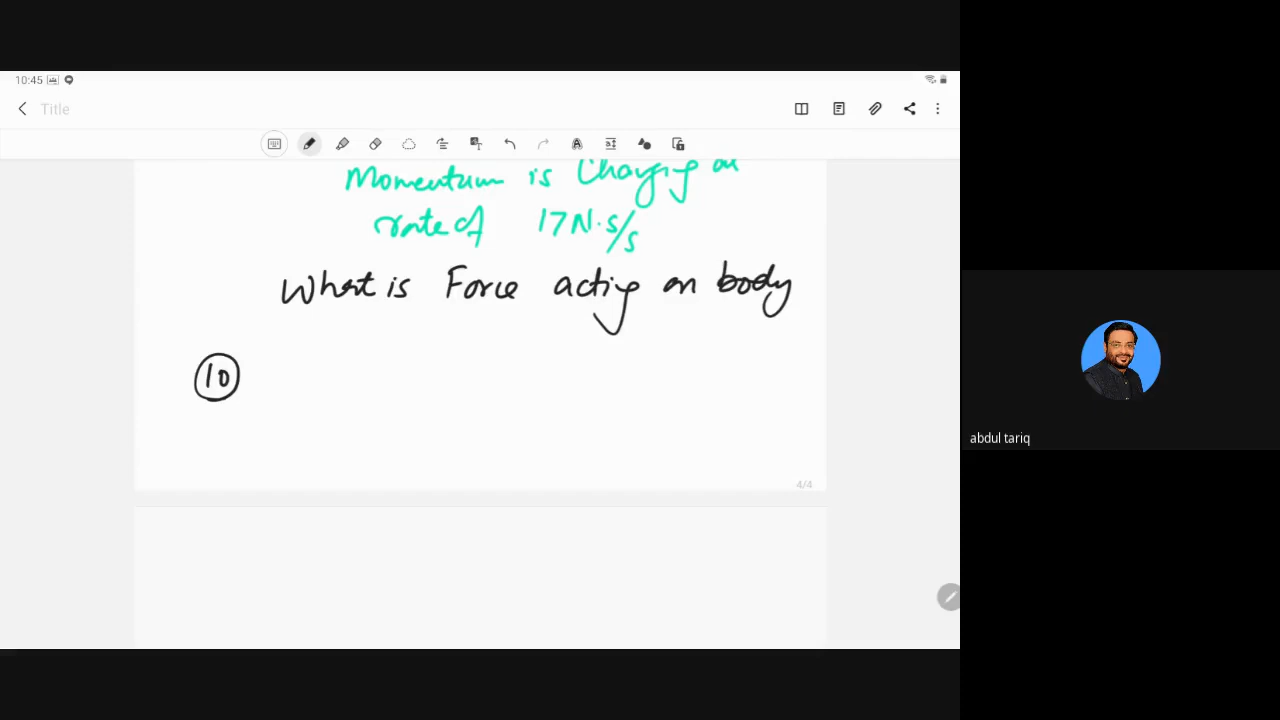 10:45
Title
Momentum is Changing on
rate of 17 N.s/s
What is Force acting on body
10
4/4
abdul tariq